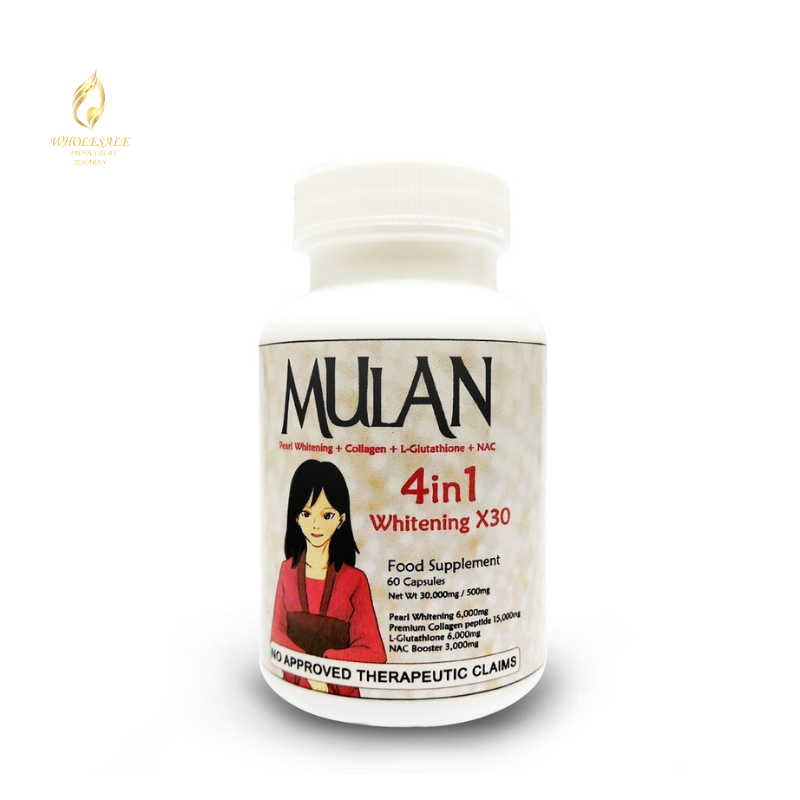 WHOLESALE
PRODUCTS WE
MULAN
Pearl Whitening + Collagen + L-Glutathione + NAC
4in1
Whitening X30
Food Supplement
60 Capsules
Net Wt 30,000mg / 500mg
Pearl Whitening 6,000mg
Premium Collagen peptide 15,000mg
L-Glutathione 6,000mg
NAC Booster 3,000mg
NO APPROVED THERAPEUTIC CLAIMS